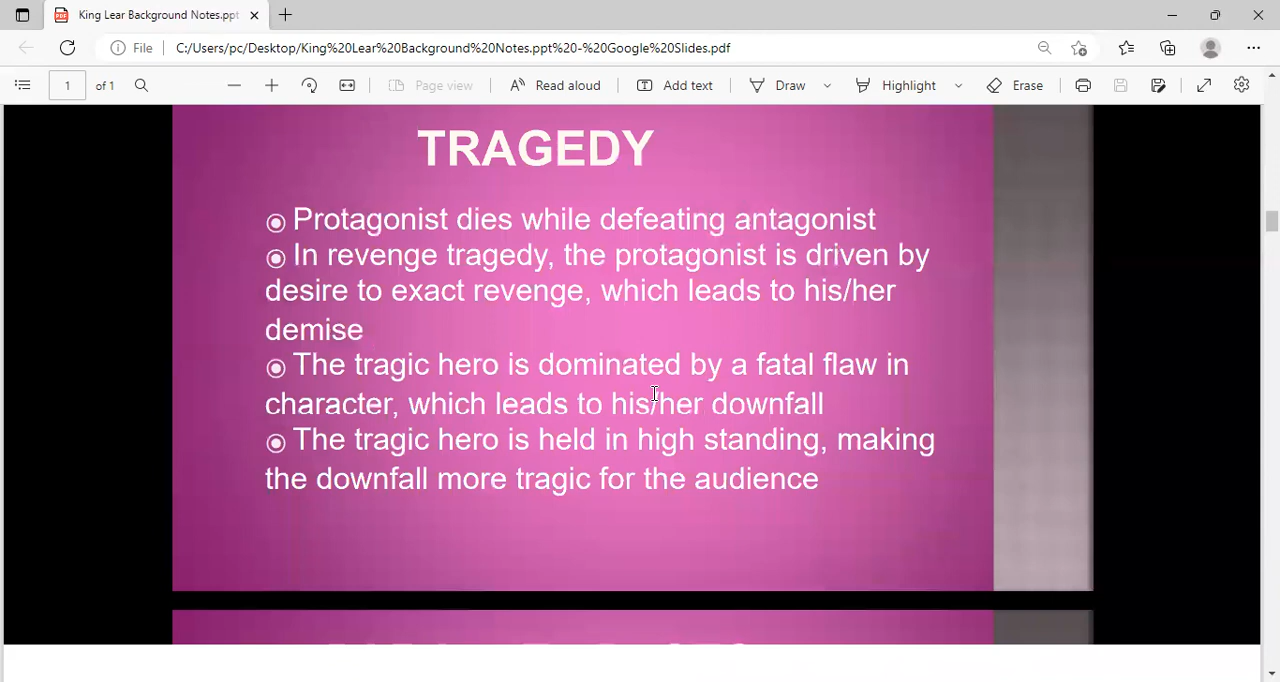 King Lear Background Notes.ppt
File
C:/Users/pc/Desktop/King%20Lear%20Background%20Notes.ppt%20-%20Google%20Slides.pdf
1 of 1
Page view
Read aloud
Add text
Draw
Highlight
Erase
TRAGEDY
Protagonist dies while defeating antagonist
In revenge tragedy, the protagonist is driven by
desire to exact revenge, which leads to his/her
demise
The tragic hero is dominated by a fatal flaw in
character, which leads to his/her downfall
The tragic hero is held in high standing, making
the downfall more tragic for the audience